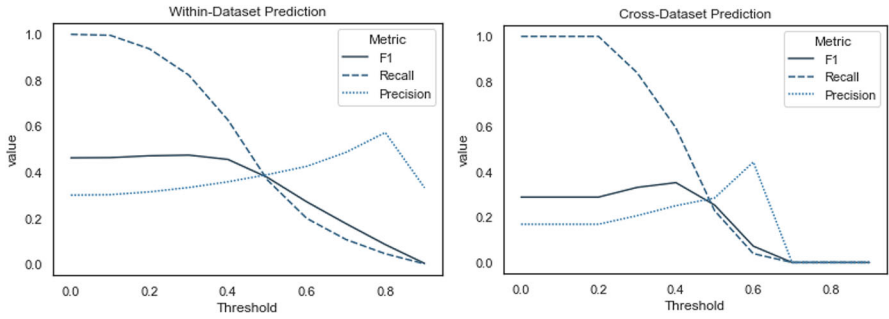 Within-Dataset Prediction
Metric
F1
Recall
Precision
1.0
0.8
0.6
0.4
0.2
0.0
value
0.0 0.2 0.4 0.6 0.8
Threshold
Cross-Dataset Prediction
Metric
F1
Recall
Precision
1.0
0.8
0.6
0.4
0.2
0.0
value
0.0 0.2 0.4 0.6 0.8
Threshold